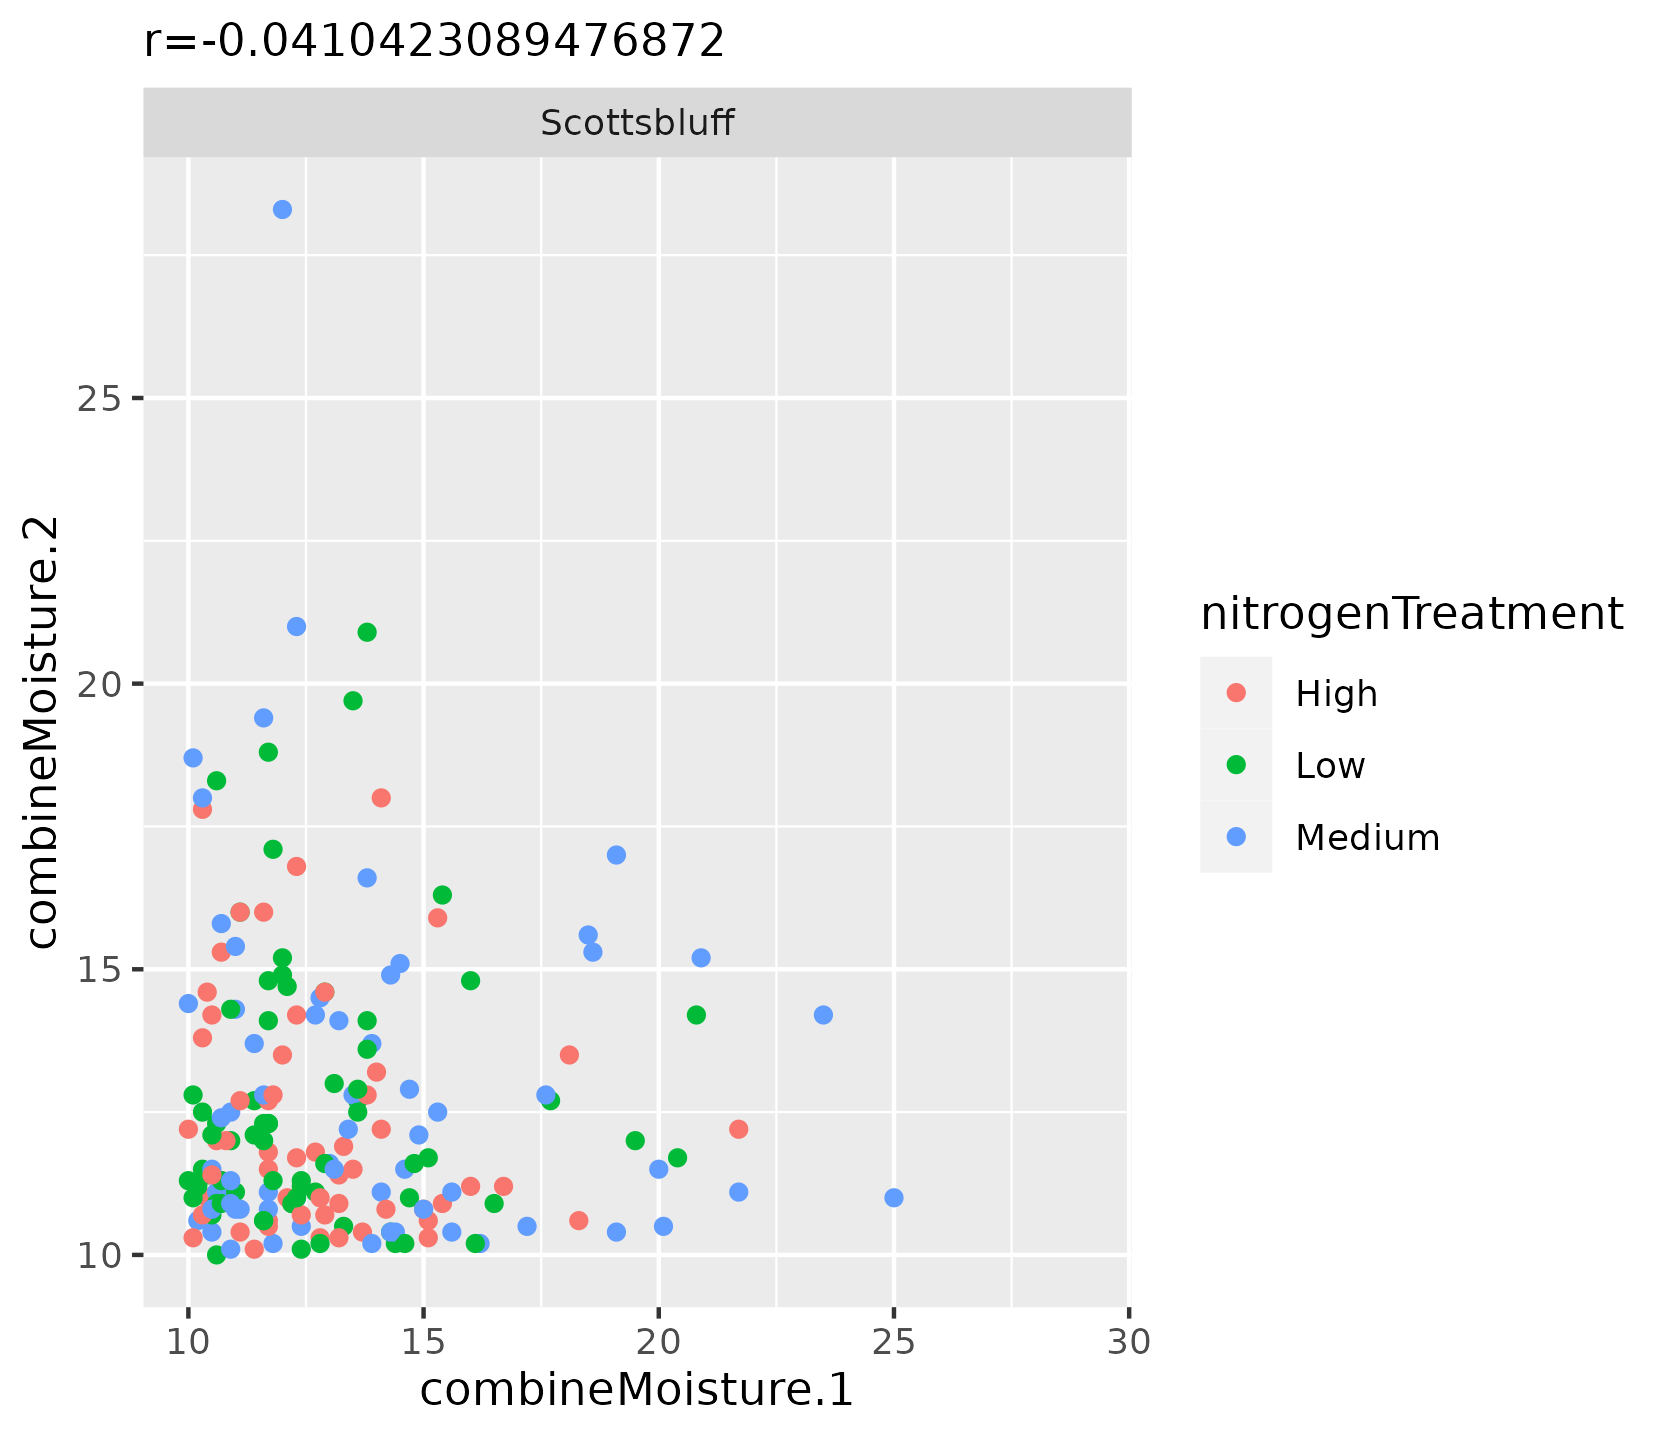 r=-0.0410423089476872
Scottsbluff
combineMoisture.2
25
20
15
10
10 15 20 25 30
combineMoisture.1
nitrogenTreatment
High
Low
Medium